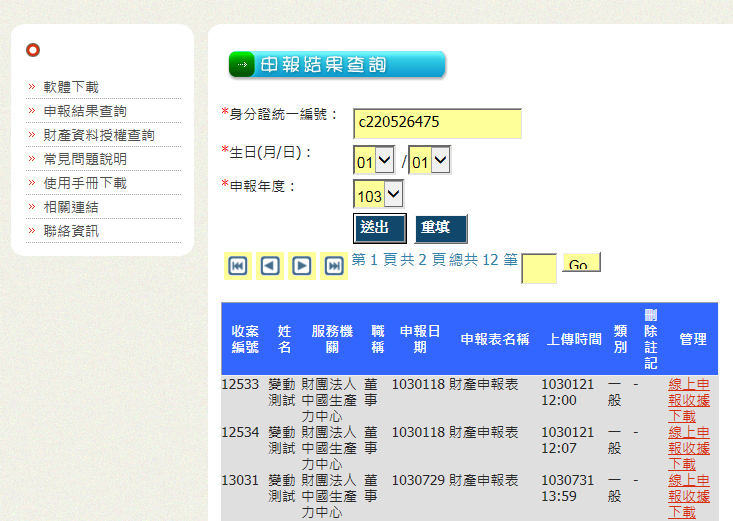 軟體下載
申報結果查詢
財產資料授權查詢
常見問題說明
使用手冊下載
相關連結
聯絡資訊
申報結果查詢
*身分證統一編號： c220526475
*生日(月/日)： 01 / 01
*申報年度： 103
送出 重填
第 1 頁 共 2 頁 總共 12 筆 Go
收案編號 姓名 服務機關 職稱 申報日期 申報表名稱 上傳時間 類別 刪除註記 管理
12533 變動測試 財團法人中國生產力中心 董事 1030118 財產申報表 1030121 12:00 一般 - 線上申報收據下載
12534 變動測試 財團法人中國生產力中心 董事 1030118 財產申報表 1030121 12:07 一般 - 線上申報收據下載
13031 變動測試 財團法人中國生產力中心 董事 1030729 財產申報表 1030731 13:59 一般 - 線上申報收據下載